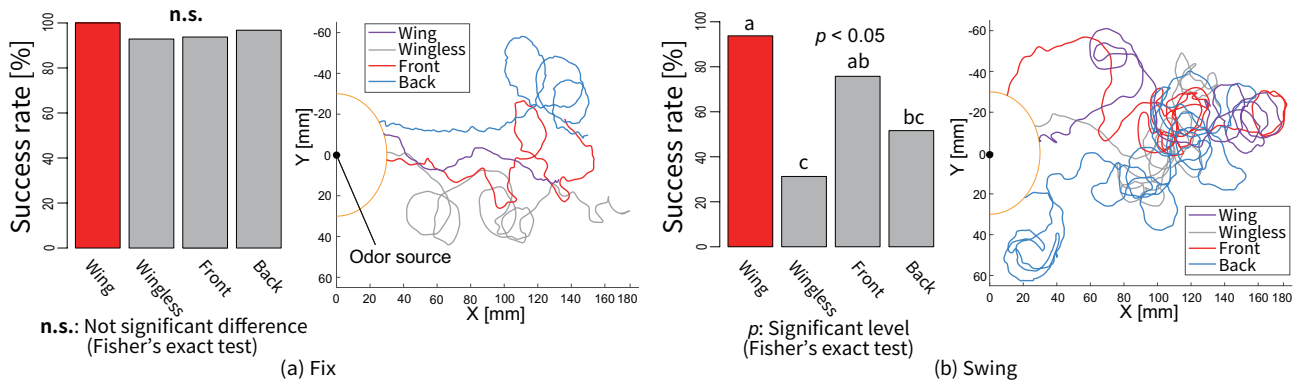 Success rate [%]
100
80
60
40
20
0
n.s.
Wing
Wingless
Front
Back
n.s.: Not significant difference
(Fisher's exact test)
Y [mm]
-60
-40
-20
0
20
40
60
Wing
Wingless
Front
Back
Odor source
0 20 40 60 80 100 120 140 160 180
X [mm]
(a) Fix
Success rate [%]
100
80
60
40
20
0
a
p < 0.05
ab
bc
c
Wing
Wingless
Front
Back
p: Significant level
(Fisher's exact test)
Y [mm]
-60
-40
-20
0
20
40
60
Wing
Wingless
Front
Back
0 20 40 60 80 100 120 140 160 180
X [mm]
(b) Swing